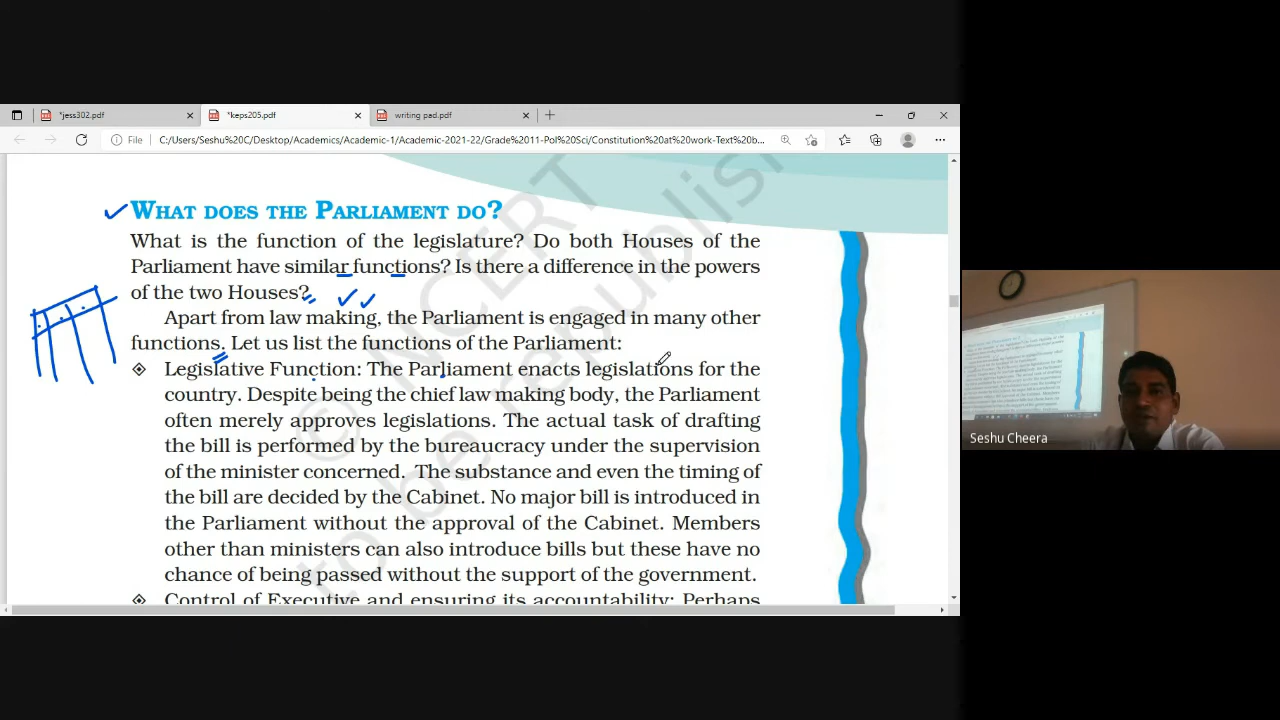 *jess302.pdf
*keps205.pdf
writing pad.pdf
File
C:/Users/Seshu%20C/Desktop/Academics/Academic-1/Academic-2021-22/Grade%2011-Pol%20Sci/Constitution%20at%20work-Text%20b...
WHAT DOES THE PARLIAMENT DO?
What is the function of the legislature? Do both Houses of the
Parliament have similar functions? Is there a difference in the powers
of the two Houses?
Apart from law making, the Parliament is engaged in many other
functions. Let us list the functions of the Parliament:
Legislative Function: The Parliament enacts legislations for the
country. Despite being the chief law making body, the Parliament
often merely approves legislations. The actual task of drafting
the bill is performed by the bureaucracy under the supervision
of the minister concerned. The substance and even the timing of
the bill are decided by the Cabinet. No major bill is introduced in
the Parliament without the approval of the Cabinet. Members
other than ministers can also introduce bills but these have no
chance of being passed without the support of the government.
Control of Executive and ensuring its accountability: Perhaps
© NCERT
to be republish
Seshu Cheera